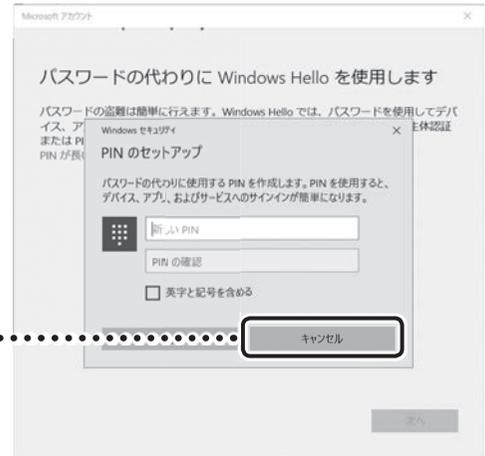 Microsoft アカウント
パスワードの代わりに Windows Hello を使用します
パスワードの盗難は簡単に行えます。Windows Hello では、パスワードを使用してデバ
イス、ア
生体認証
または PI
PIN が長い
Windows セキュリティ
PIN のセットアップ
パスワードの代わりに使用する PIN を作成します。PIN を使用すると、
デバイス、アプリ、およびサービスへのサインインが簡単になります。
新しい PIN
PIN の確認
英字と記号を含める
キャンセル
次へ